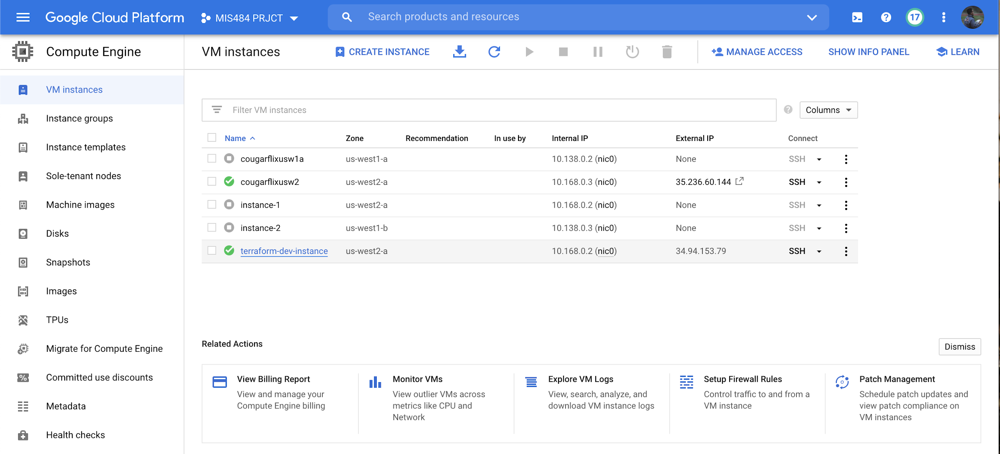 Google Cloud Platform
MIS484 PRJCT
Search products and resources
17
Compute Engine
VM instances
CREATE INSTANCE
MANAGE ACCESS
SHOW INFO PANEL
LEARN
VM instances
Instance groups
Instance templates
Sole-tenant nodes
Machine images
Disks
Snapshots
Images
TPUs
Migrate for Compute Engine
Committed use discounts
Metadata
Health checks
Filter VM instances
Columns
Name Zone Recommendation In use by Internal IP External IP Connect
cougarflixusw1a us-west1-a 10.138.0.2 (nic0) None SSH
cougarflixusw2 us-west2-a 10.168.0.3 (nic0) 35.236.60.144 SSH
instance-1 us-west2-a 10.168.0.2 (nic0) None SSH
instance-2 us-west1-b 10.138.0.3 (nic0) None SSH
terraform-dev-instance us-west2-a 10.168.0.2 (nic0) 34.94.153.79 SSH
Related Actions
Dismiss
View Billing Report
View and manage your
Compute Engine billing
Monitor VMs
View outlier VMs across
metrics like CPU and
Network
Explore VM Logs
View, search, analyze, and
download VM instance logs
Setup Firewall Rules
Control traffic to and from a
VM instance
Patch Management
Schedule patch updates and
view patch compliance on
VM instances